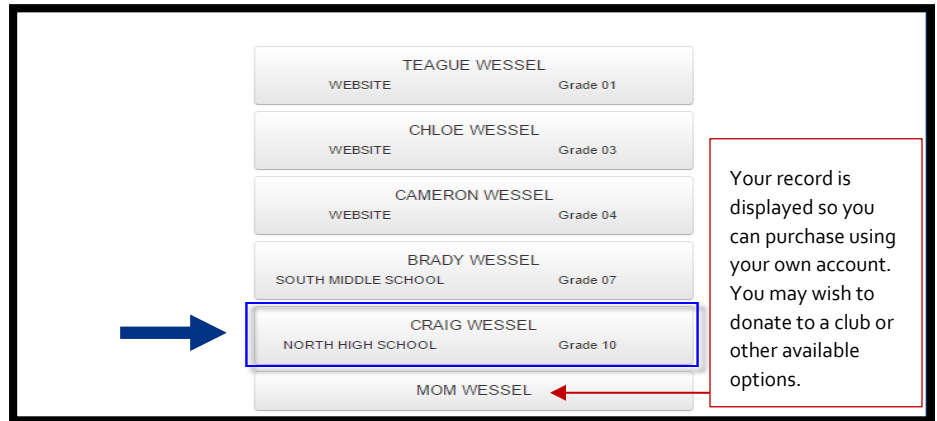 TEAGUE WESSEL
WEBSITE Grade 01
CHLOE WESSEL
WEBSITE Grade 03
CAMERON WESSEL
WEBSITE Grade 04
BRADY WESSEL
SOUTH MIDDLE SCHOOL Grade 07
CRAIG WESSEL
NORTH HIGH SCHOOL Grade 10
MOM WESSEL
Your record is
displayed so you
can purchase using
your own account.
You may wish to
donate to a club or
other available
options.